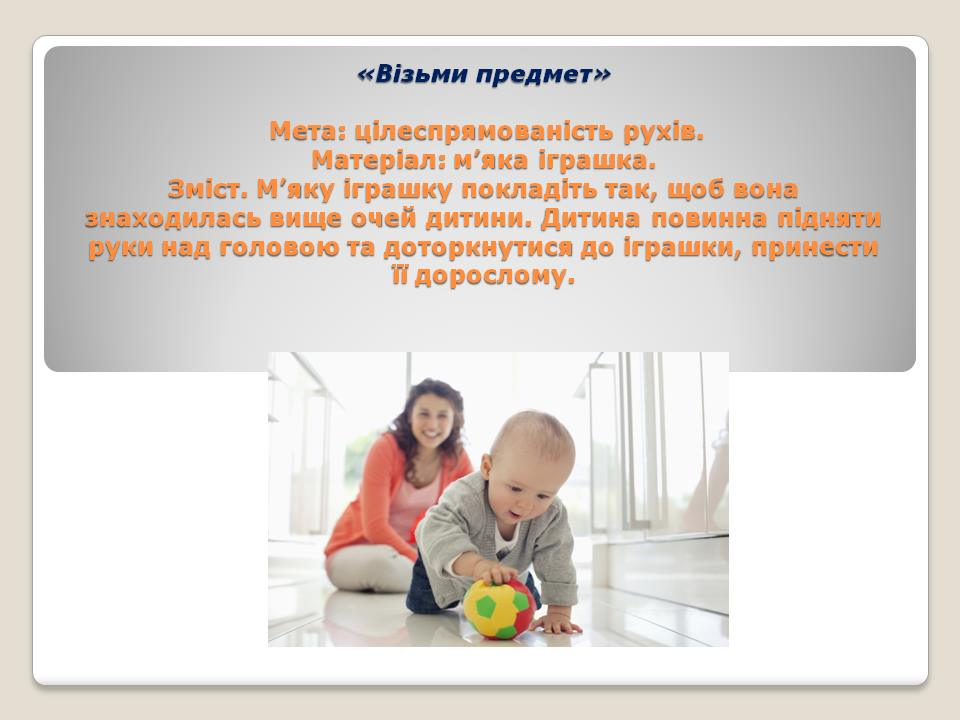 «Візьми предмет»
Мета: цілеспрямованість рухів.
Матеріал: м’яка іграшка.
Зміст. М’яку іграшку покладіть так, щоб вона
знаходилась вище очей дитини. Дитина повинна підняти
руки над головою та доторкнутися до іграшки, принести
її дорослому.